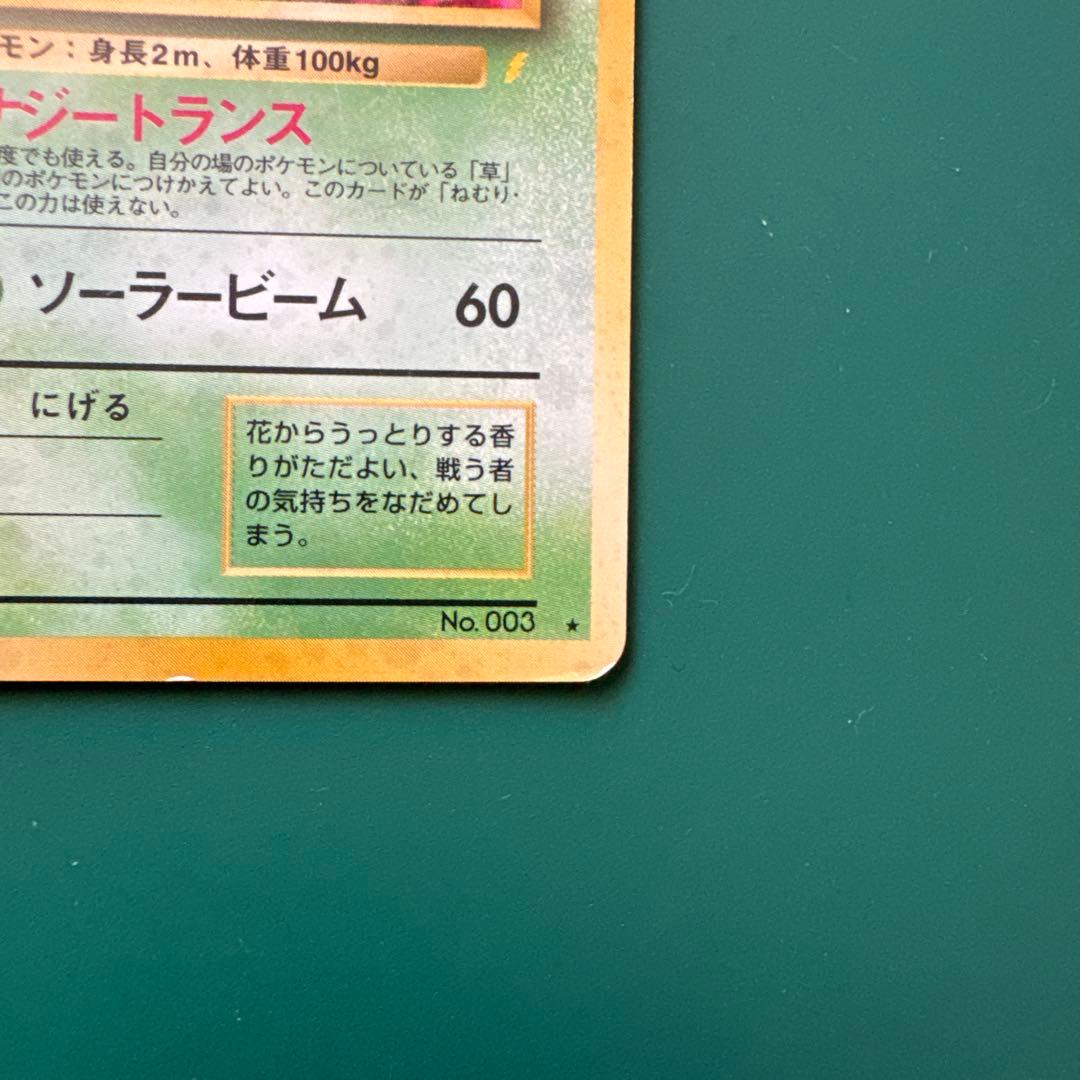 モン：身長2m、体重100kg
ナジートランス
度でも使える。自分の場のポケモンについている「草」
のポケモンにつけかえてよい。このカードが「ねむり・
この力は使えない。
ソーラービーム 60
にげる
花からうっとりする香
りがただよい、戦う者
の気持ちをなだめてし
まう。
No. 003 ★